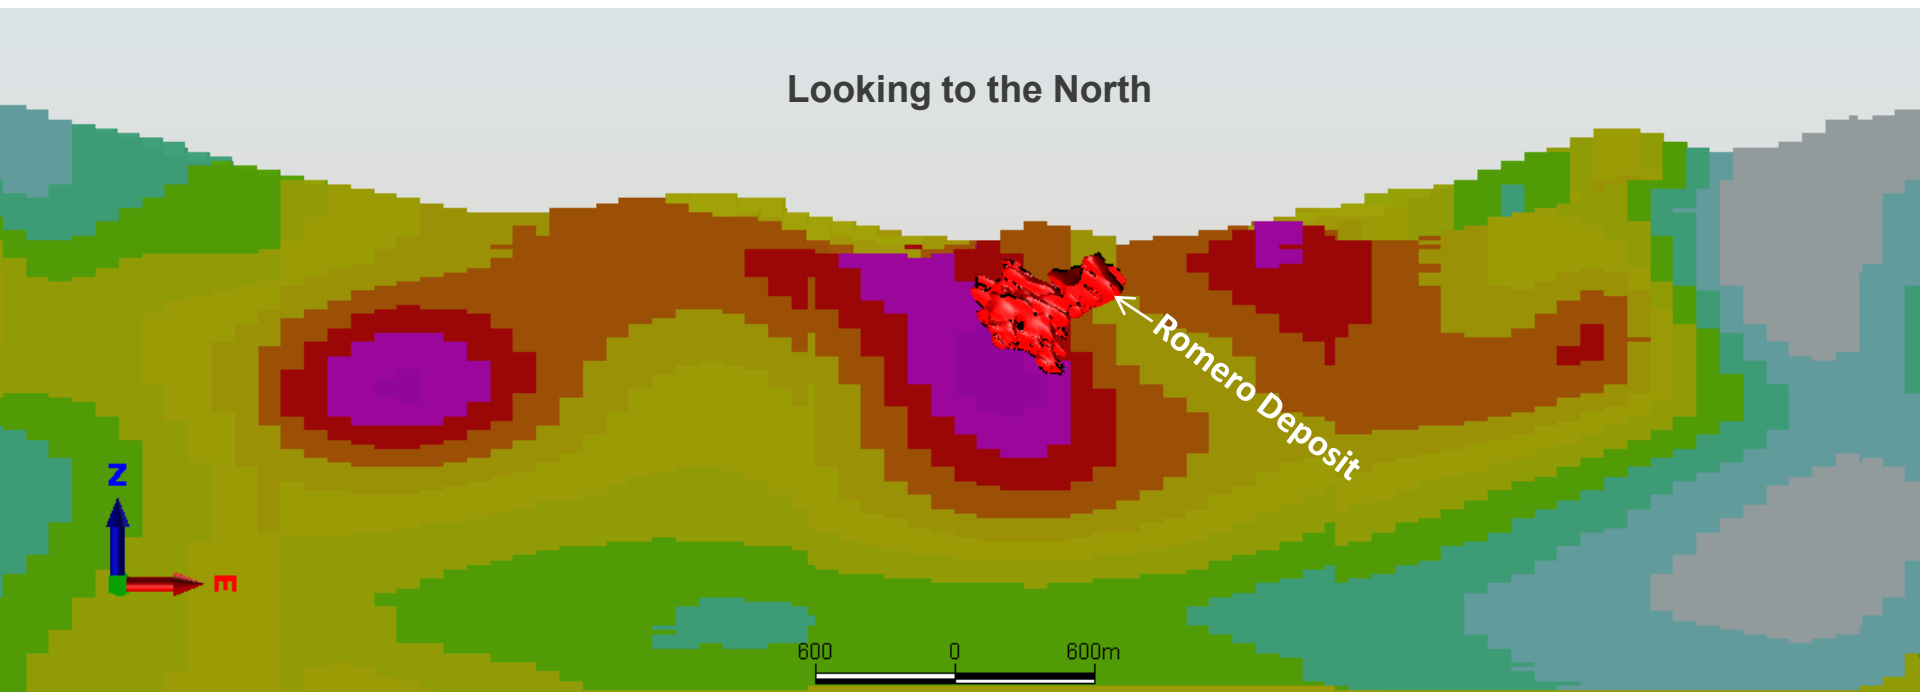 Looking to the North
Romero Deposit
Z
E
600 0 600m